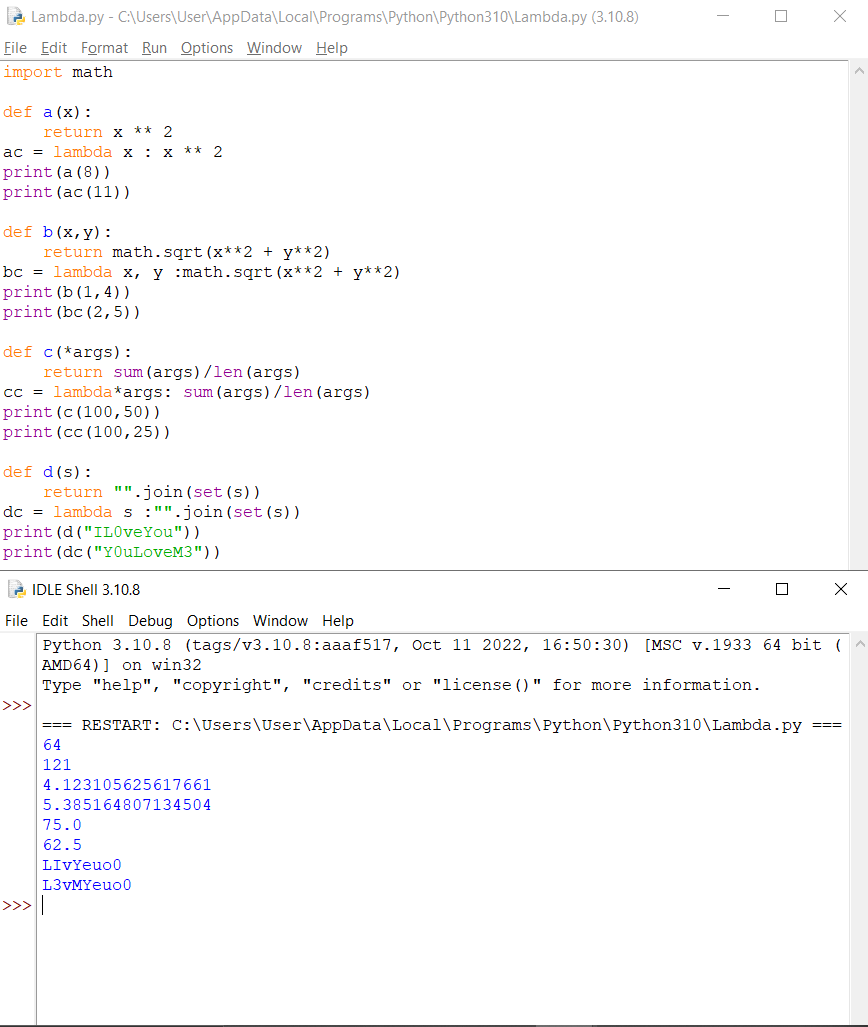 Lambda.py - C:\Users\User\AppData\Local\Programs\Python\Python310\Lambda.py (3.10.8)
File Edit Format Run Options Window Help
import math

def a(x):
    return x ** 2
ac = lambda x : x ** 2
print(a(8))
print(ac(11))

def b(x,y):
    return math.sqrt(x**2 + y**2)
bc = lambda x, y :math.sqrt(x**2 + y**2)
print(b(1,4))
print(bc(2,5))

def c(*args):
    return sum(args)/len(args)
cc = lambda*args: sum(args)/len(args)
print(c(100,50))
print(cc(100,25))

def d(s):
    return "".join(set(s))
dc = lambda s :"".join(set(s))
print(d("IL0veYou"))
print(dc("Y0uLoveM3"))
IDLE Shell 3.10.8
File Edit Shell Debug Options Window Help
Python 3.10.8 (tags/v3.10.8:aaaf517, Oct 11 2022, 16:50:30) [MSC v.1933 64 bit (
AMD64)] on win32
Type "help", "copyright", "credits" or "license()" for more information.
>>>
=== RESTART: C:\Users\User\AppData\Local\Programs\Python\Python310\Lambda.py ===
64
121
4.123105625617661
5.385164807134504
75.0
62.5
LIvYeuo0
L3vMYeuo0
>>>